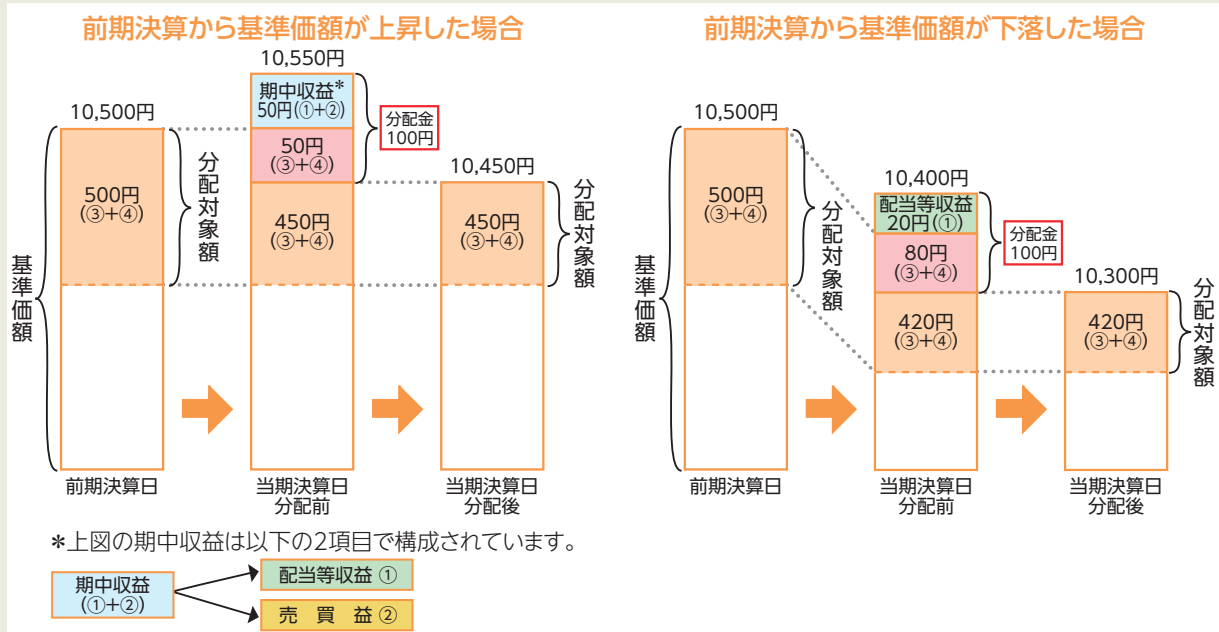 前期決算から基準価額が上昇した場合
10,500円
10,550円
期中収益*
50円(①+②)
分配金
100円
50円
(③+④)
10,450円
500円
(③+④)
分配対象額
450円
(③+④)
450円
(③+④)
分配対象額
基準価額
前期決算日
当期決算日
分配前
当期決算日
分配後
前期決算から基準価額が下落した場合
10,500円
10,400円
配当等収益
20円(①)
分配金
100円
80円
(③+④)
10,300円
500円
(③+④)
分配対象額
420円
(③+④)
420円
(③+④)
分配対象額
基準価額
前期決算日
当期決算日
分配前
当期決算日
分配後
*上図の期中収益は以下の2項目で構成されています。
期中収益
(①+②)
配当等収益 ①
売 買 益 ②